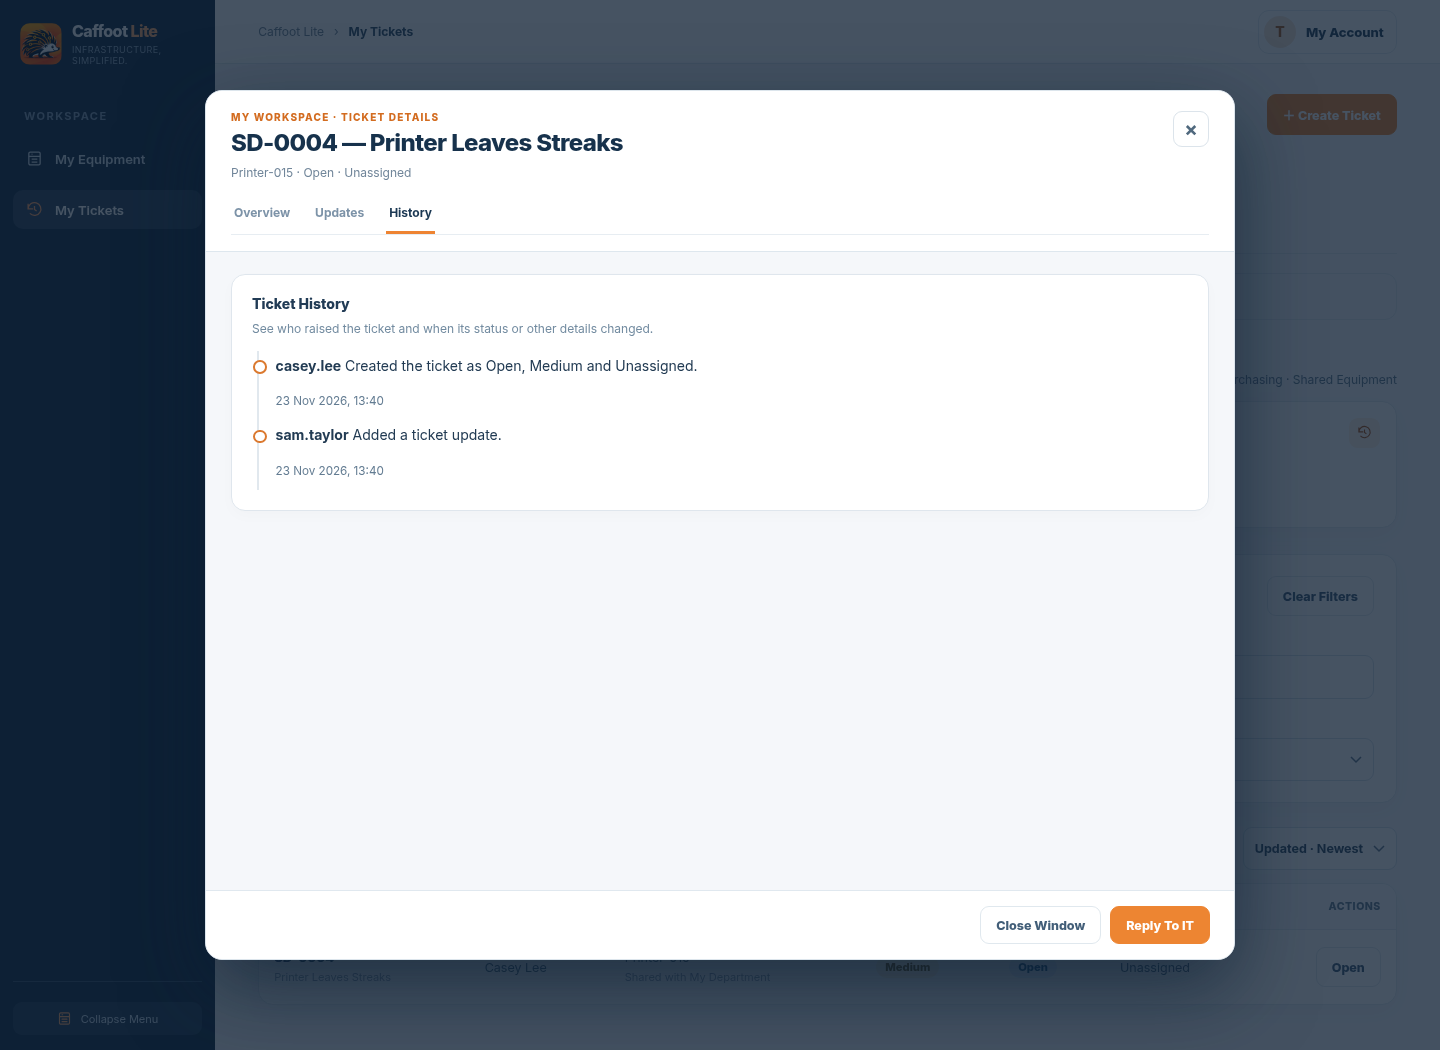 Caffoot Lite
INFRASTRUCTURE,
SIMPLIFIED.
Caffoot Lite › My Tickets
T My Account
WORKSPACE
My Equipment
My Tickets
+ Create Ticket
MY WORKSPACE · TICKET DETAILS
SD-0004 — Printer Leaves Streaks
Printer-015 · Open · Unassigned
×
Overview Updates History
Ticket History
See who raised the ticket and when its status or other details changed.
casey.lee Created the ticket as Open, Medium and Unassigned.
23 Nov 2026, 13:40
sam.taylor Added a ticket update.
23 Nov 2026, 13:40
· Shared Equipment
Clear Filters
Updated · Newest
ACTIONS
Close Window Reply To IT
Casey Lee Medium Open Unassigned Open
Printer Leaves Streaks Shared with My Department
Collapse Menu